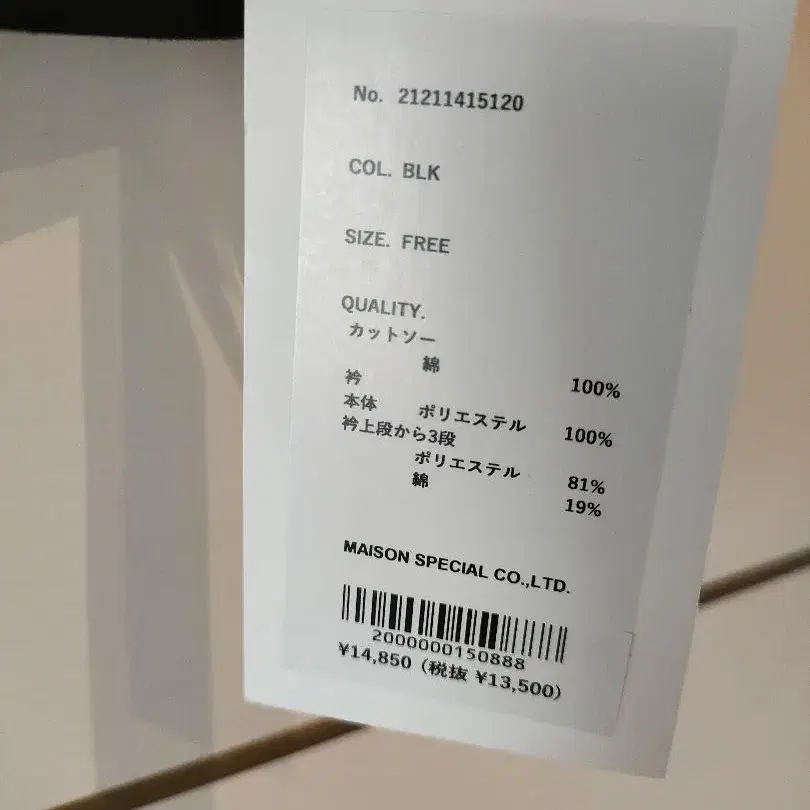 No. 21211415120
COL. BLK
SIZE. FREE
QUALITY.
カットソー
綿 100%
衿
本体 ポリエステル 100%
衿上段から3段
ポリエステル 81%
綿 19%
MAISON SPECIAL CO.,LTD.
2000000150888
¥14,850 (税抜 ¥13,500)